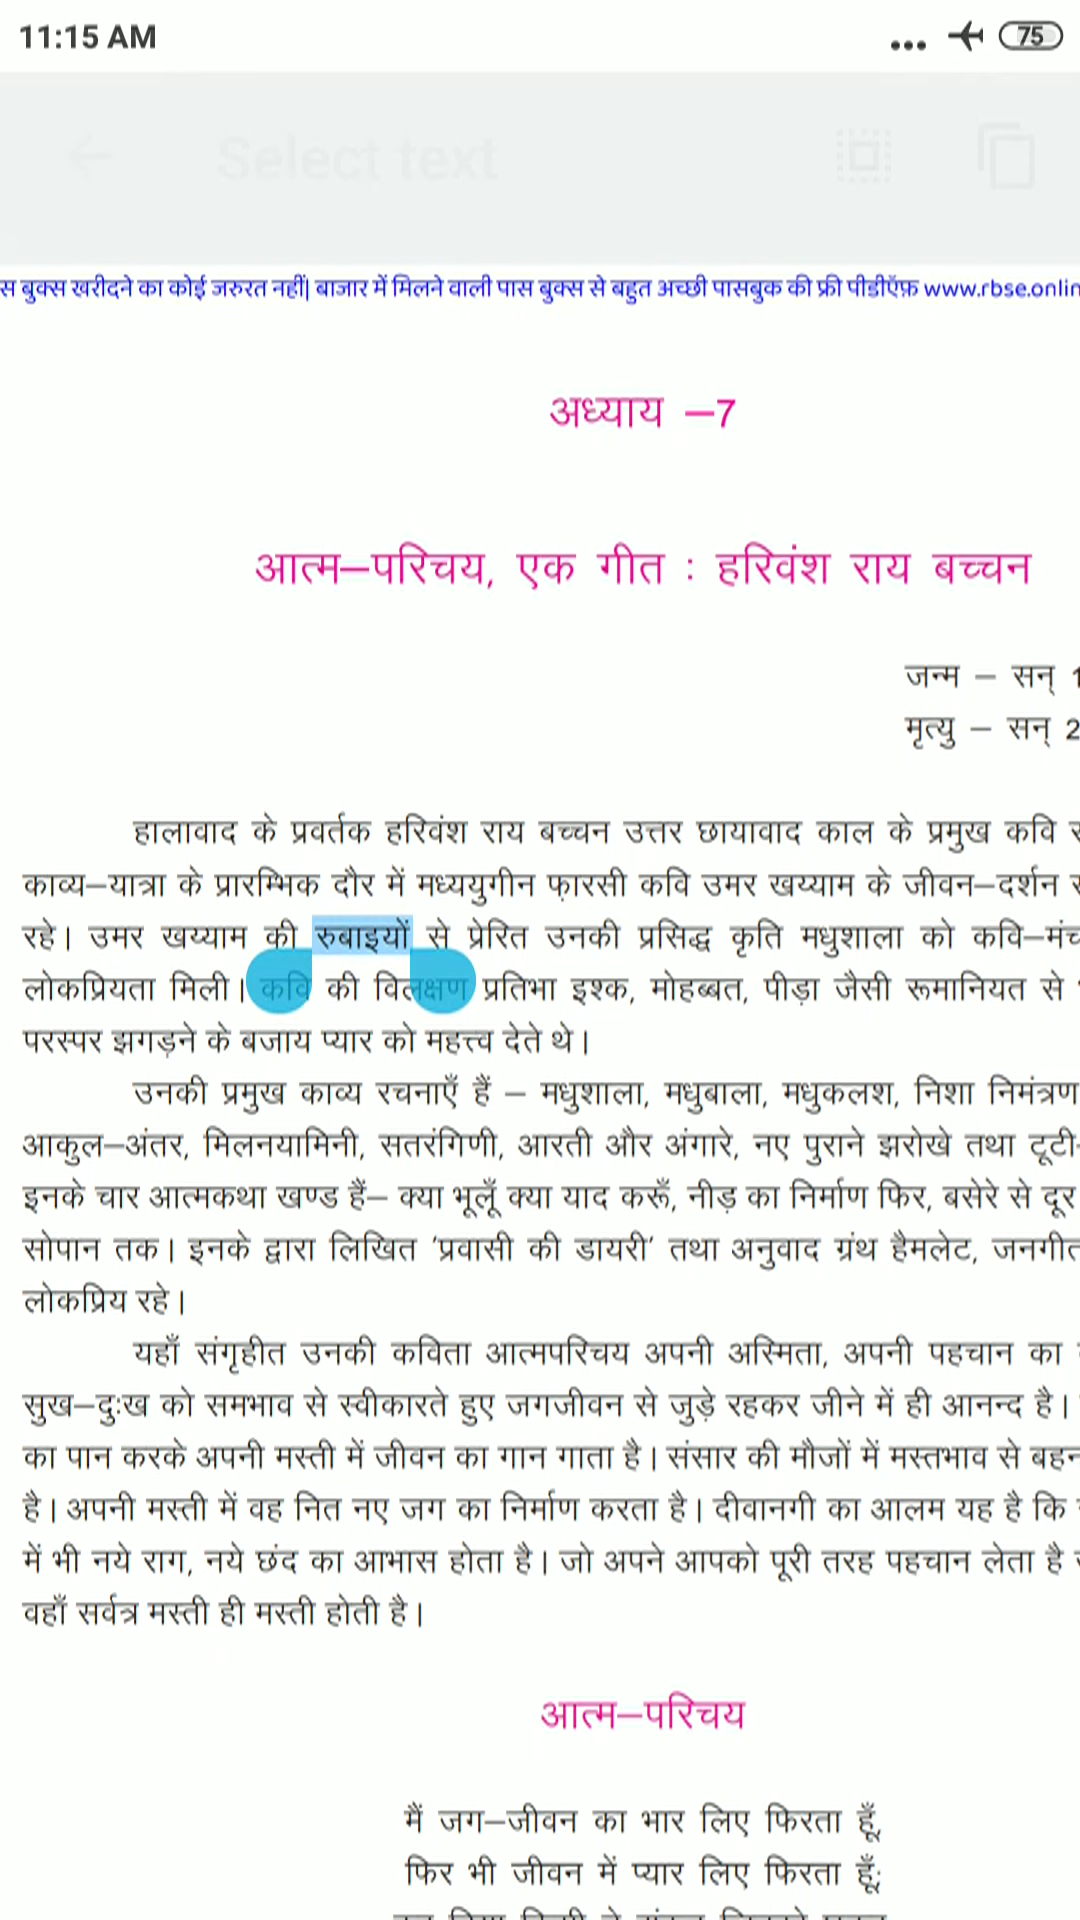 11:15 AM
75
Select text
स बुक्स खरीदने का कोई जरुरत नहीं| बाजार में मिलने वाली पास बुक्स से बहुत अच्छी पासबुक की फ्री पीडीऍफ़ www.rbse.onlin
अध्याय –7
आत्म–परिचय, एक गीत : हरिवंश राय बच्चन
जन्म – सन् 1
मृत्यु – सन् 2
हालावाद के प्रवर्तक हरिवंश राय बच्चन उत्तर छायावाद काल के प्रमुख कवि
काव्य–यात्रा के प्रारम्भिक दौर में मध्ययुगीन फ़ारसी कवि उमर खय्याम के जीवन–दर्शन
रहे। उमर खय्याम की रुबाइयों से प्रेरित उनकी प्रसिद्ध कृति मधुशाला को कवि–मंच
लोकप्रियता मिली। कवि की विलक्षण प्रतिभा इश्क, मोहब्बत, पीड़ा जैसी रूमानियत से
परस्पर झगड़ने के बजाय प्यार को महत्त्व देते थे।
उनकी प्रमुख काव्य रचनाएँ हैं – मधुशाला, मधुबाला, मधुकलश, निशा निमंत्रण
आकुल–अंतर, मिलनयामिनी, सतरंगिणी, आरती और अंगारे, नए पुराने झरोखे तथा टूटी–
इनके चार आत्मकथा खण्ड हैं– क्या भूलूँ क्या याद करूँ, नीड़ का निर्माण फिर, बसेरे से दूर
सोपान तक। इनके द्वारा लिखित 'प्रवासी की डायरी' तथा अनुवाद ग्रंथ हैमलेट, जनगीत
लोकप्रिय रहे।
यहाँ संगृहीत उनकी कविता आत्मपरिचय अपनी अस्मिता, अपनी पहचान का
सुख–दुःख को समभाव से स्वीकारते हुए जगजीवन से जुड़े रहकर जीने में ही आनन्द है।
का पान करके अपनी मस्ती में जीवन का गान गाता है। संसार की मौजों में मस्तभाव से बहन
है। अपनी मस्ती में वह नित नए जग का निर्माण करता है। दीवानगी का आलम यह है कि
में भी नये राग, नये छंद का आभास होता है। जो अपने आपको पूरी तरह पहचान लेता है
वहाँ सर्वत्र मस्ती ही मस्ती होती है।
आत्म–परिचय
मैं जग–जीवन का भार लिए फिरता हूँ,
फिर भी जीवन में प्यार लिए फिरता हूँ;